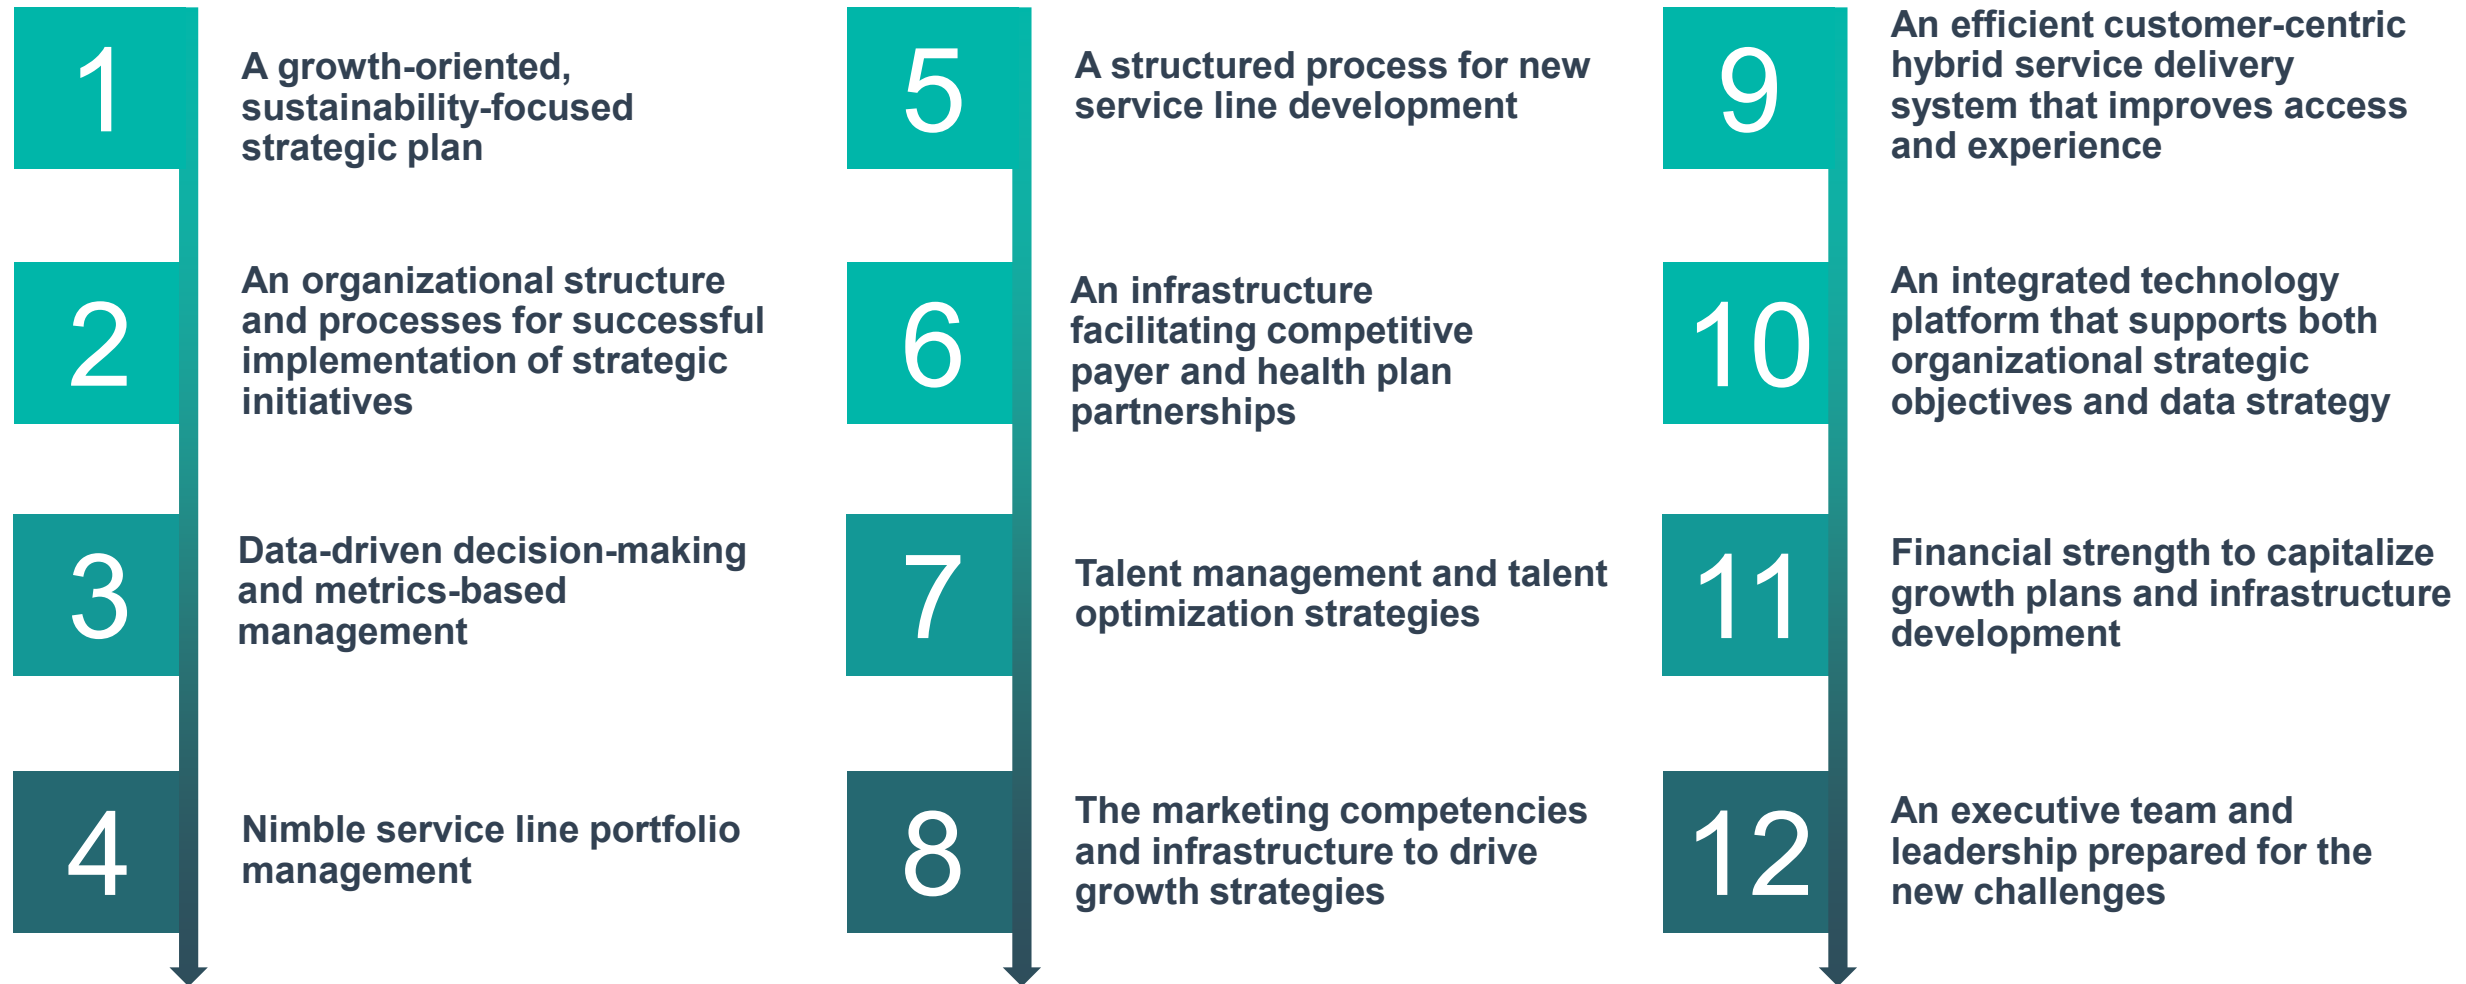 1
A growth-oriented,
sustainability-focused
strategic plan
2
An organizational structure
and processes for successful
implementation of strategic
initiatives
3
Data-driven decision-making
and metrics-based
management
4
Nimble service line portfolio
management
5
A structured process for new
service line development
6
An infrastructure
facilitating competitive
payer and health plan
partnerships
7
Talent management and talent
optimization strategies
8
The marketing competencies
and infrastructure to drive
growth strategies
9
An efficient customer-centric
hybrid service delivery
system that improves access
and experience
10
An integrated technology
platform that supports both
organizational strategic
objectives and data strategy
11
Financial strength to capitalize
growth plans and infrastructure
development
12
An executive team and
leadership prepared for the
new challenges